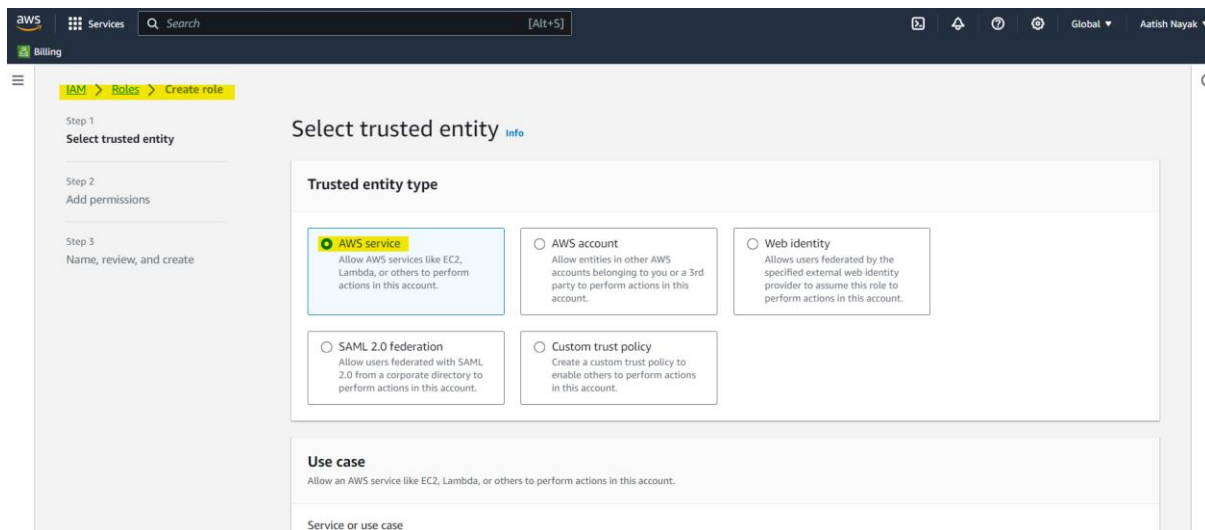 aws
Services
Search
[Alt+S]
Global
Aatish Nayak
Billing
IAM > Roles > Create role
Step 1
Select trusted entity
Step 2
Add permissions
Step 3
Name, review, and create
Select trusted entity Info
Trusted entity type
AWS service
Allow AWS services like EC2,
Lambda, or others to perform
actions in this account.
AWS account
Allow entities in other AWS
accounts belonging to you or a 3rd
party to perform actions in this
account.
Web identity
Allows users federated by the
specified external web identity
provider to assume this role to
perform actions in this account.
SAML 2.0 federation
Allow users federated with SAML
2.0 from a corporate directory to
perform actions in this account.
Custom trust policy
Create a custom trust policy to
enable others to perform actions
in this account.
Use case
Allow an AWS service like EC2, Lambda, or others to perform actions in this account.
Service or use case